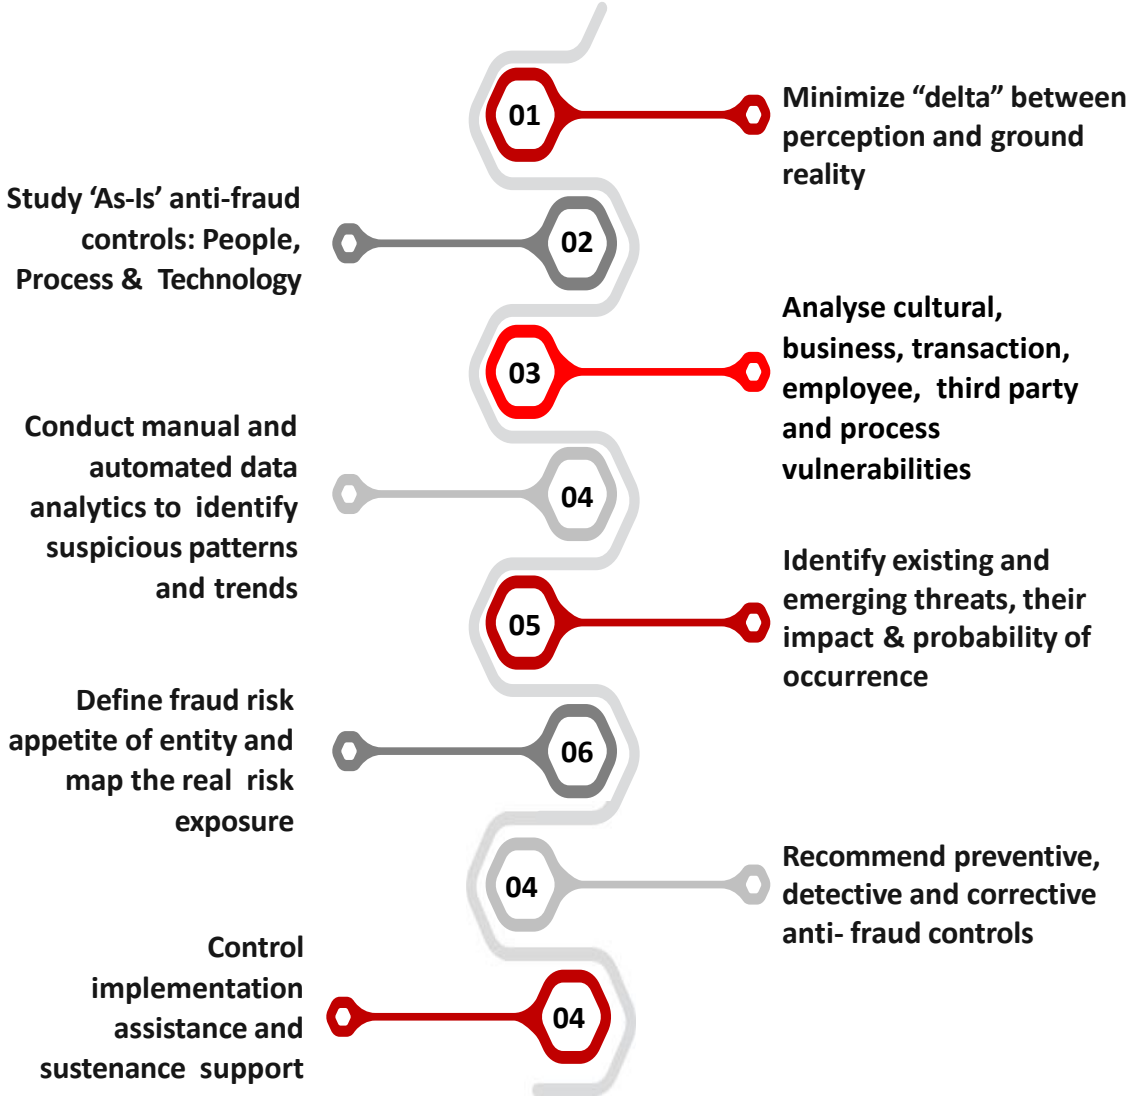 01
Minimize “delta” between
perception and ground
reality
Study ‘As-Is’ anti-fraud
controls: People,
Process & Technology
02
03
Analyse cultural,
business, transaction,
employee, third party
and process
vulnerabilities
Conduct manual and
automated data
analytics to identify
suspicious patterns
and trends
04
05
Identify existing and
emerging threats, their
impact & probability of
occurrence
Define fraud risk
appetite of entity and
map the real risk
exposure
06
04
Recommend preventive,
detective and corrective
anti- fraud controls
Control
implementation
assistance and
sustenance support
04